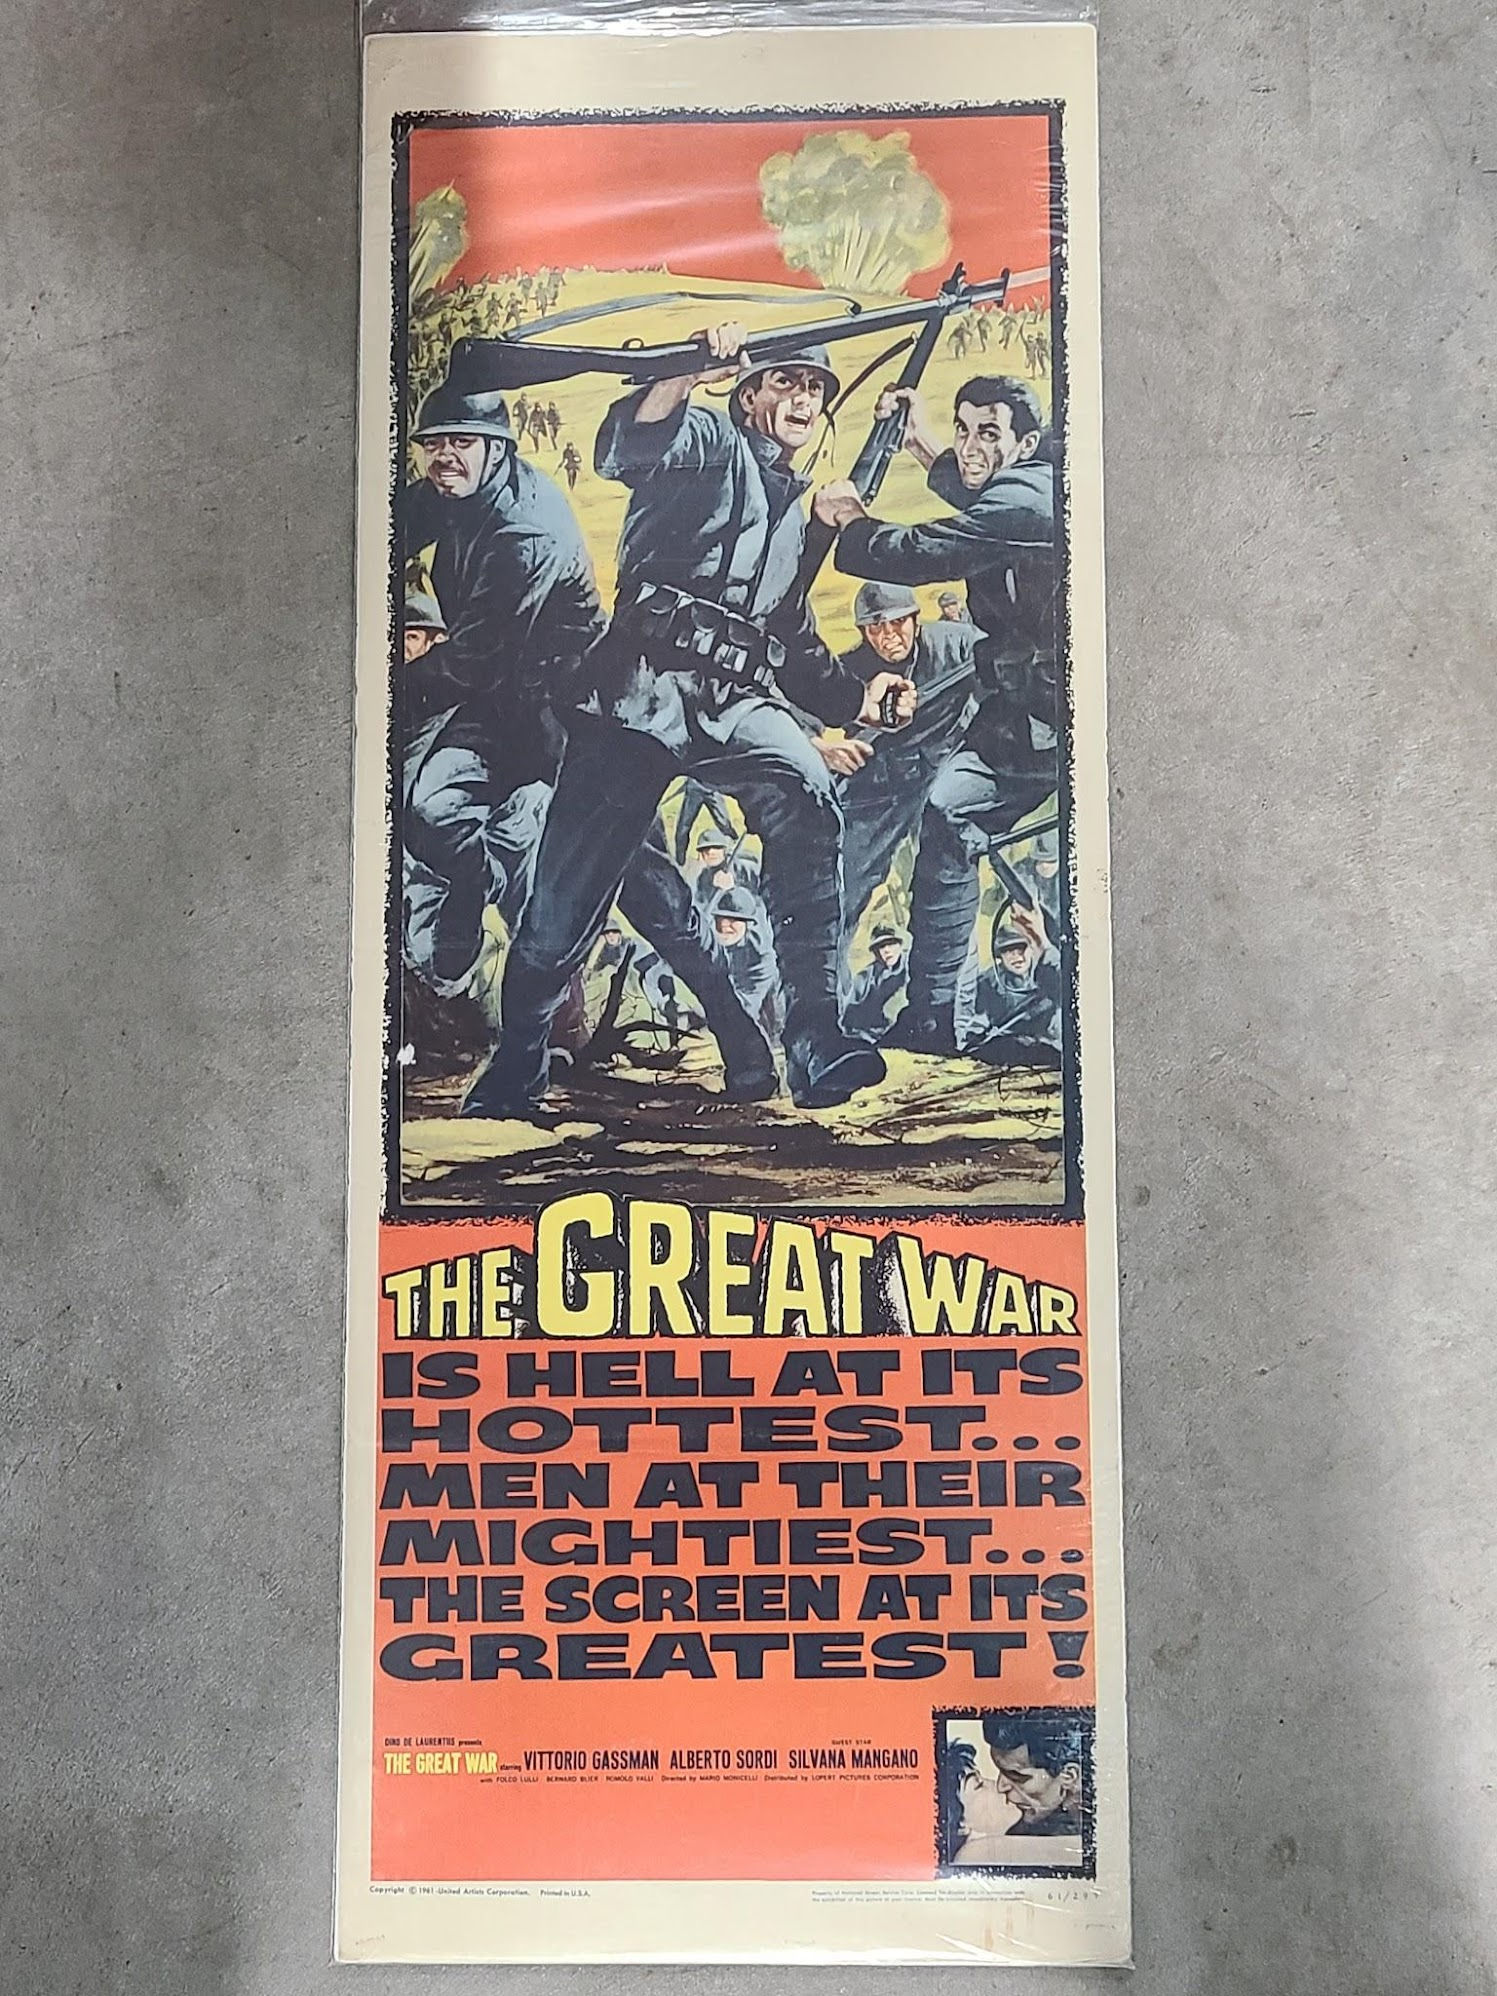 THE GREAT WAR
IS HELL AT ITS
HOTTEST...
MEN AT THEIR
MIGHTIEST...
THE SCREEN AT ITS
GREATEST!
DINO DE LAURENTIIS presents
GUEST STAR
THE GREAT WAR starring VITTORIO GASSMAN ALBERTO SORDI SILVANA MANGANO
with FOLCO LULLI BERNARD BLIER ROMOLO VALLI Directed by MARIO MONICELLI Distributed by LOPERT PICTURES CORPORATION
Copyright © 1961-United Artists Corporation. Printed in U.S.A.
61/299